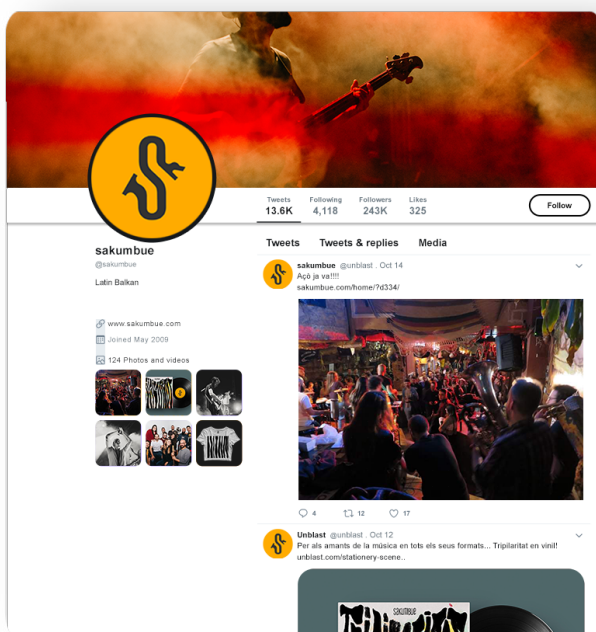 Tweets Following Followers Likes
13.6K 4,118 243K 325
Follow
sakumbue
@sakumbue
Latin Balkan
www.sakumbue.com
Joined May 2009
124 Photos and videos
Tweets Tweets & replies Media
sakumbue @unblast . Oct 14
Açò ja va!!!!
sakumbue.com/home/?d334/
4 12 17
Unblast @unblast . Oct 12
Per als amants de la música en tots els seus formats... Tripilaritat en vinil!
unblast.com/stationery-scene..
SAKUMBUE